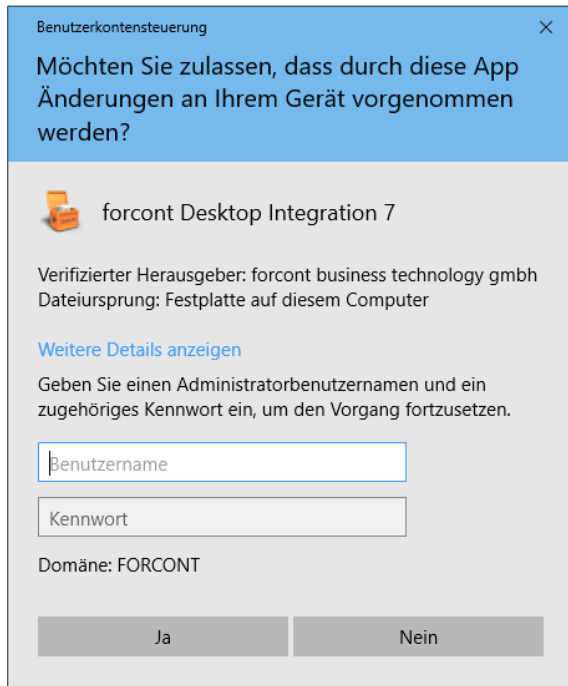 Benutzerkontensteuerung
Möchten Sie zulassen, dass durch diese App
Änderungen an Ihrem Gerät vorgenommen
werden?
forcont Desktop Integration 7
Verifizierter Herausgeber: forcont business technology gmbh
Dateiursprung: Festplatte auf diesem Computer
Weitere Details anzeigen
Geben Sie einen Administratorbenutzernamen und ein
zugehöriges Kennwort ein, um den Vorgang fortzusetzen.
Benutzername
Kennwort
Domäne: FORCONT
Ja
Nein